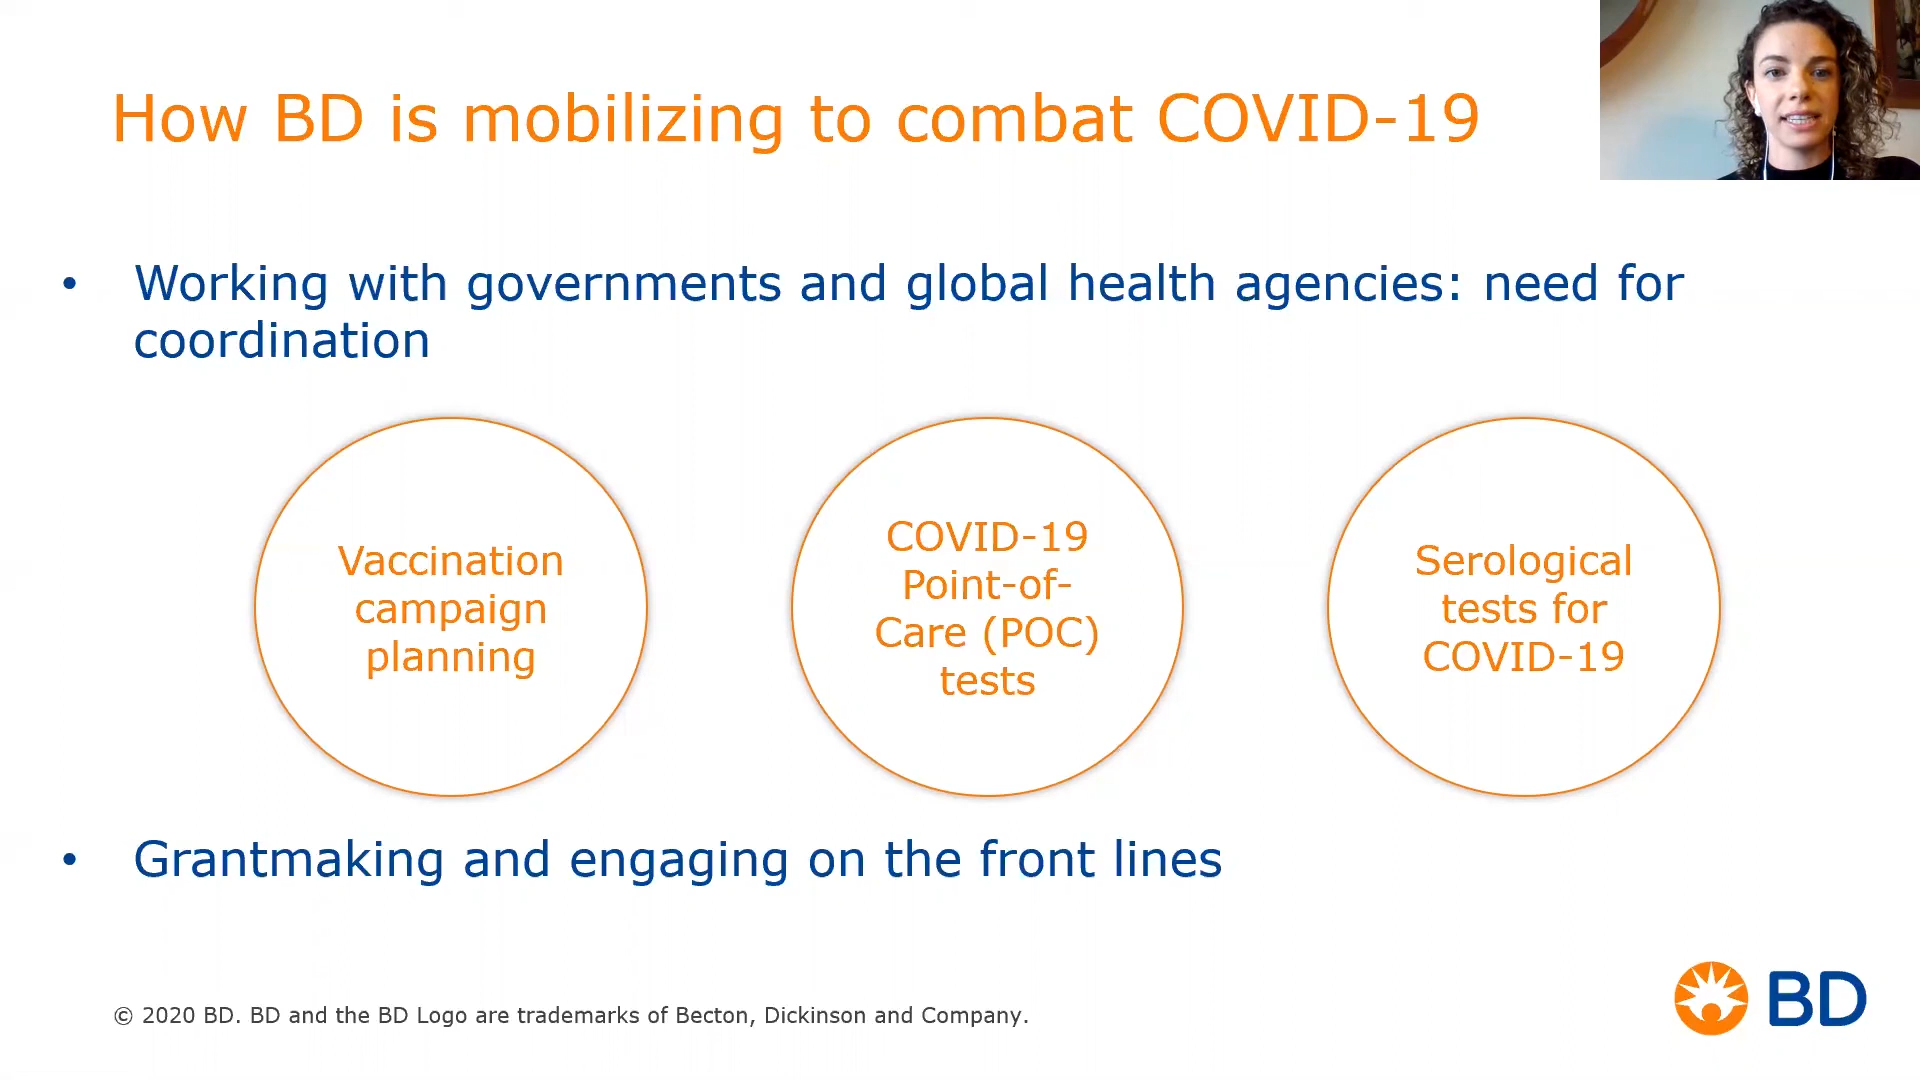 How BD is mobilizing to combat COVID-19
• Working with governments and global health agencies: need for
coordination
Vaccination
campaign
planning
COVID-19
Point-of-
Care (POC)
tests
Serological
tests for
COVID-19
• Grantmaking and engaging on the front lines
© 2020 BD. BD and the BD Logo are trademarks of Becton, Dickinson and Company.
BD